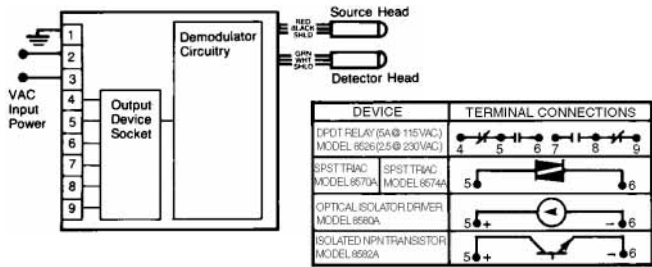 Source Head
RED
BLACK
SHLD
GRN
WHT
SHLD
Detector Head
Demodulator
Circuitry
1
2
3
4
5
6
7
8
9
VAC
Input
Power
Output
Device
Socket
DEVICE TERMINAL CONNECTIONS
DPDT RELAY (5A @ 115VAC)
MODEL 8526 (2.5 @ 230VAC)
4 5 6 7 8 9
SPST TRIAC
MODEL 8570A
SPST TRIAC
MODEL 8574A
5 6
OPTICAL ISOLATOR DRIVER
MODEL 8580A
5 + − 6
ISOLATED NPN TRANSISTOR
MODEL 8582A
5 + − 6